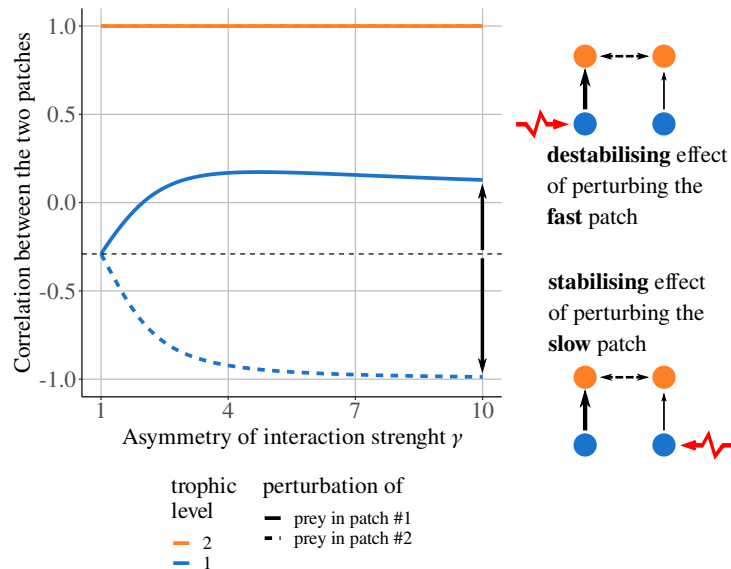 Correlation between the two patches
1.0
0.5
0.0
-0.5
-1.0
1
4
7
10
Asymmetry of interaction strenght γ
destabilising effect
of perturbing the
fast patch
stabilising effect
of perturbing the
slow patch
trophic
level
2
1
perturbation of
prey in patch #1
prey in patch #2